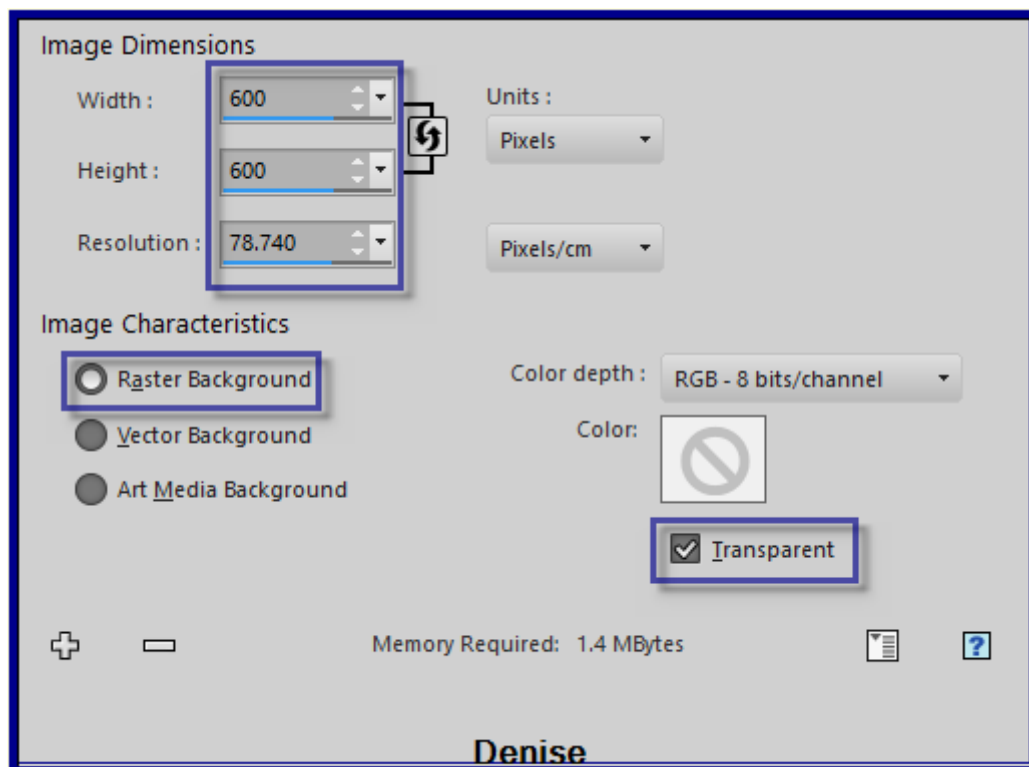 Image Dimensions
Width : 600 Units :
Pixels
Height : 600
Resolution : 78.740 Pixels/cm
Image Characteristics
Raster Background Color depth : RGB - 8 bits/channel
Vector Background Color:
Art Media Background
Transparent
Memory Required: 1.4 MBytes
?
Denise